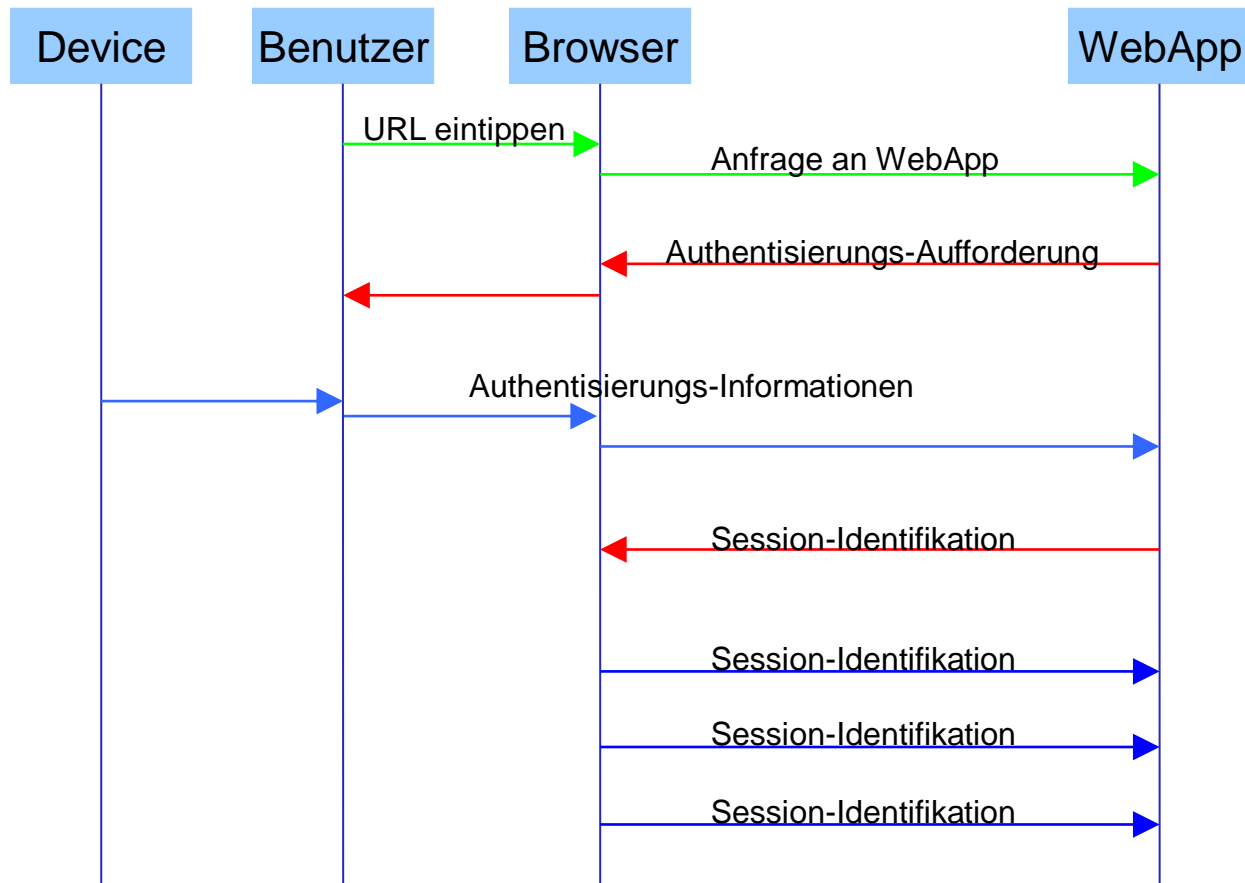 Device
Benutzer
Browser
WebApp
URL eintippen
Anfrage an WebApp
Authentisierungs-Aufforderung
Authentisierungs-Informationen
Session-Identifikation
Session-Identifikation
Session-Identifikation
Session-Identifikation